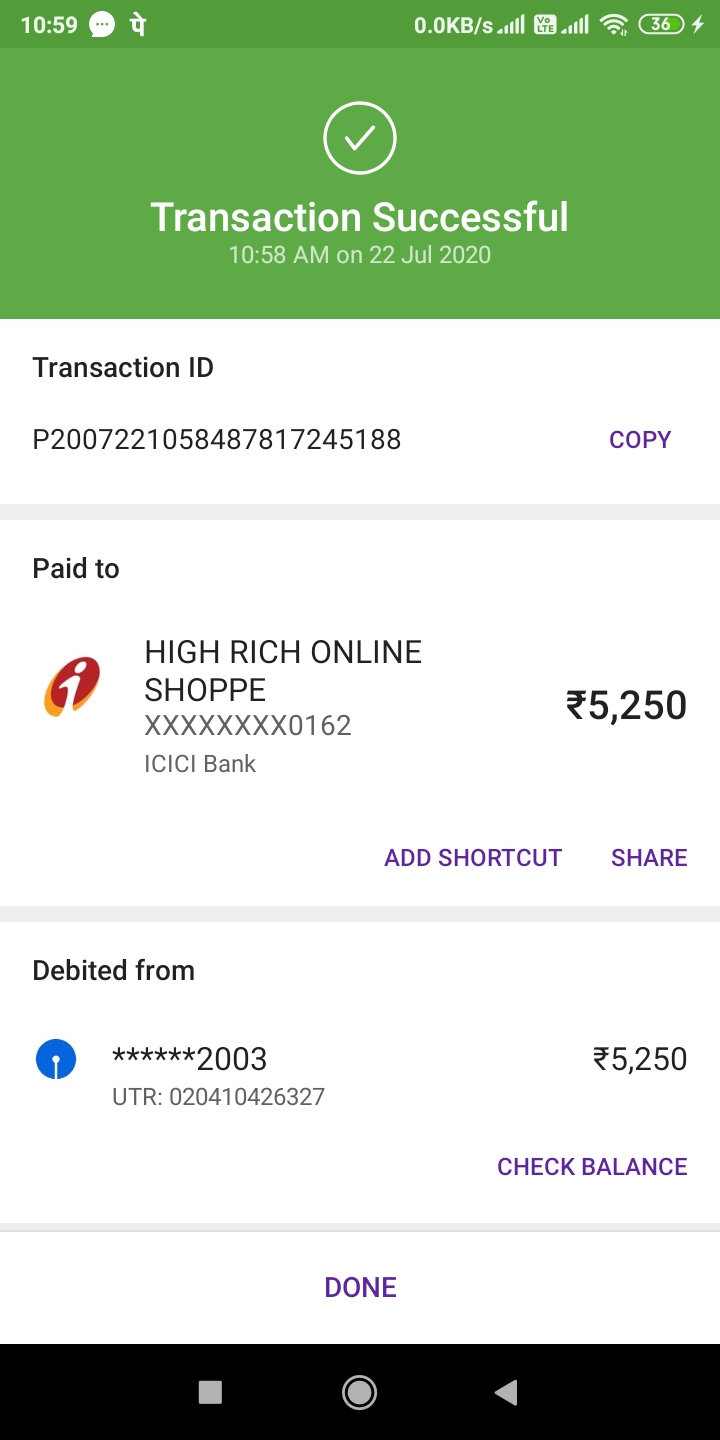 10:59 पे 0.0KB/s Vo LTE 36
Transaction Successful
10:58 AM on 22 Jul 2020
Transaction ID
P2007221058487817245188 COPY
Paid to
HIGH RICH ONLINE
SHOPPE
XXXXXXXX0162
₹5,250
ICICI Bank
ADD SHORTCUT SHARE
Debited from
******2003 ₹5,250
UTR: 020410426327
CHECK BALANCE
DONE